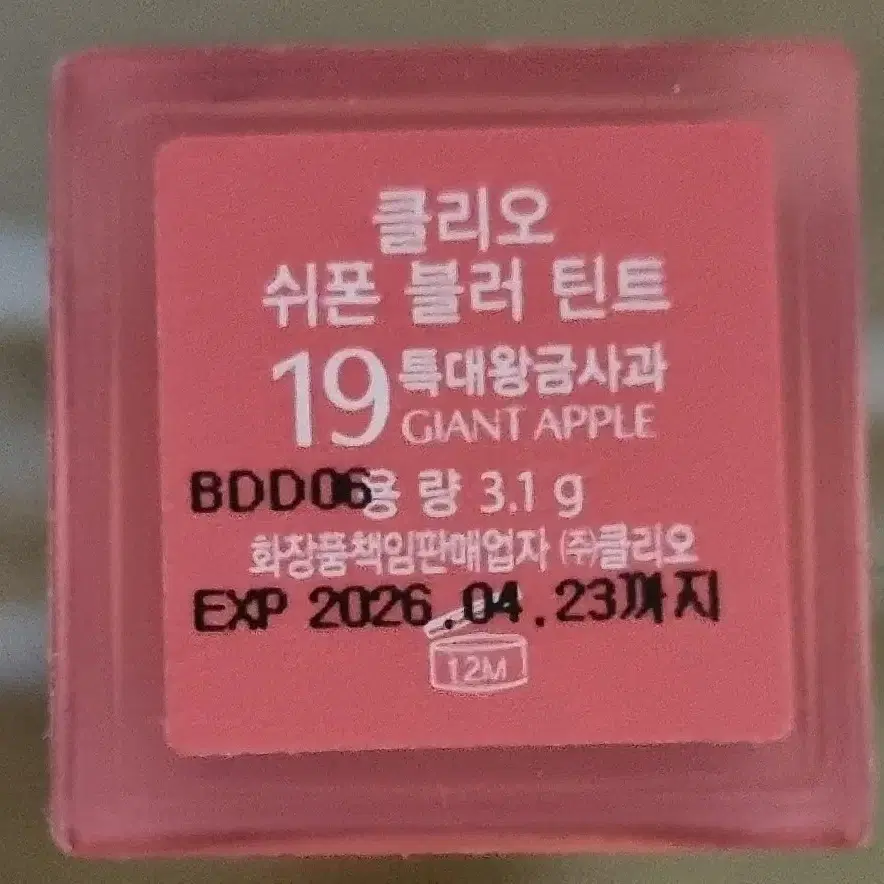 클리오
쉬폰 블러 틴트
19 특대왕금사과
GIANT APPLE
BDD06 용 량 3.1 g
화장품책임판매업자 ㈜클리오
EXP 2026.04.23까지
12M